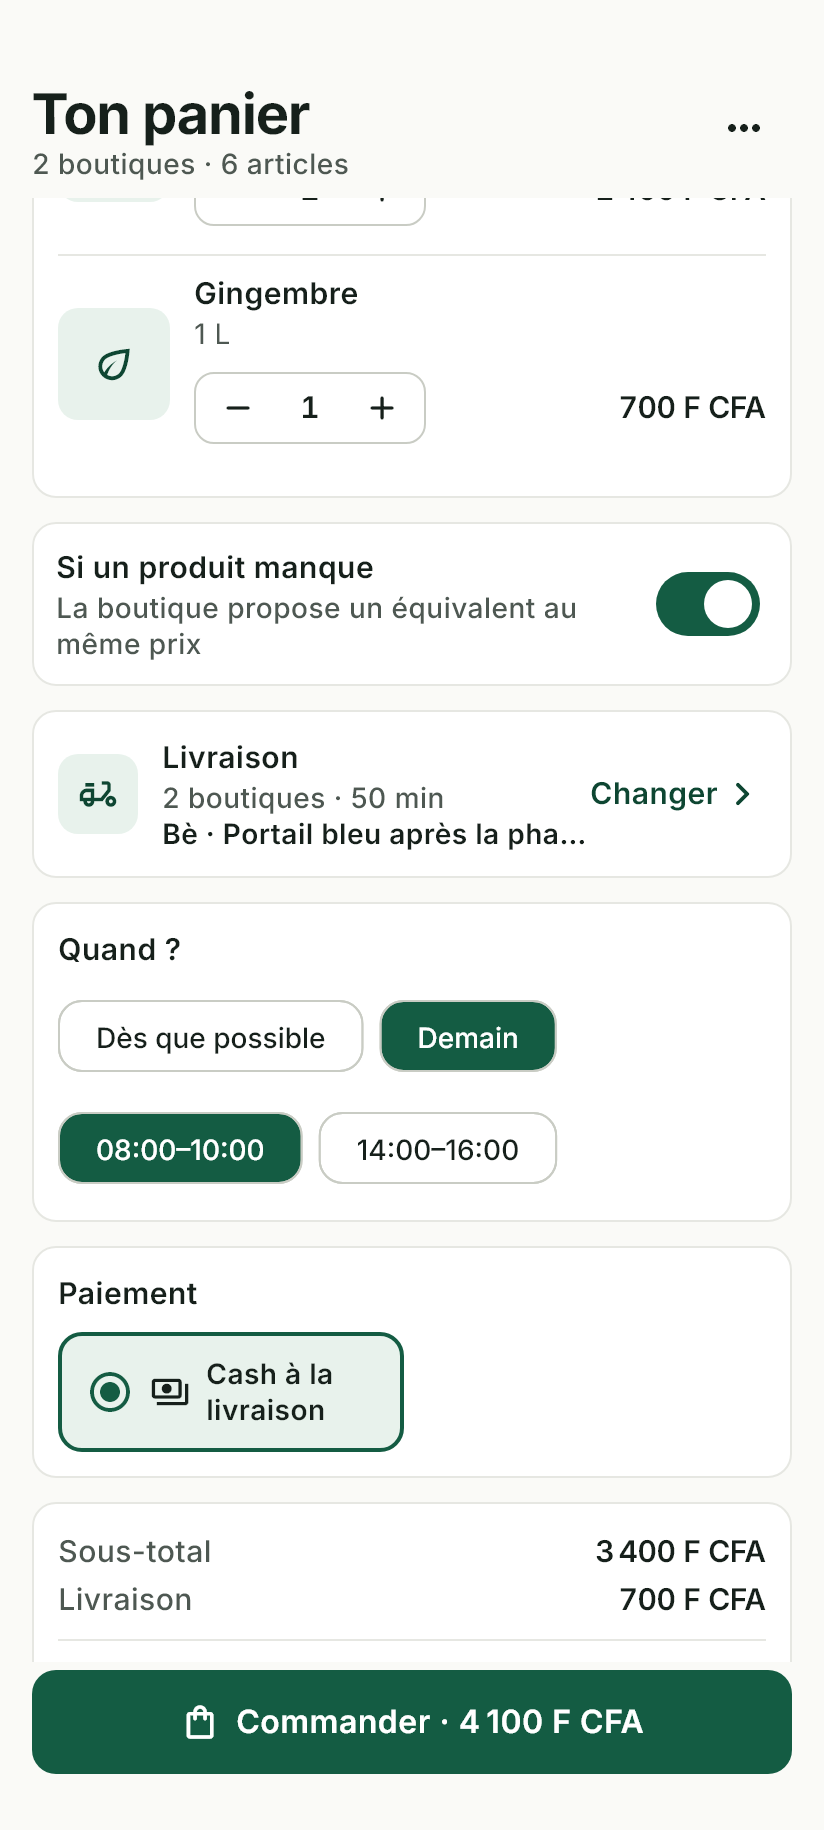 Ton panier
2 boutiques · 6 articles
Gingembre
1 L
1
700 F CFA
Si un produit manque
La boutique propose un équivalent au
même prix
Livraison
2 boutiques · 50 min
Changer
Bè · Portail bleu après la pha...
Quand ?
Dès que possible
Demain
08:00–10:00
14:00–16:00
Paiement
Cash à la
livraison
Sous-total
3 400 F CFA
Livraison
700 F CFA
Commander · 4 100 F CFA